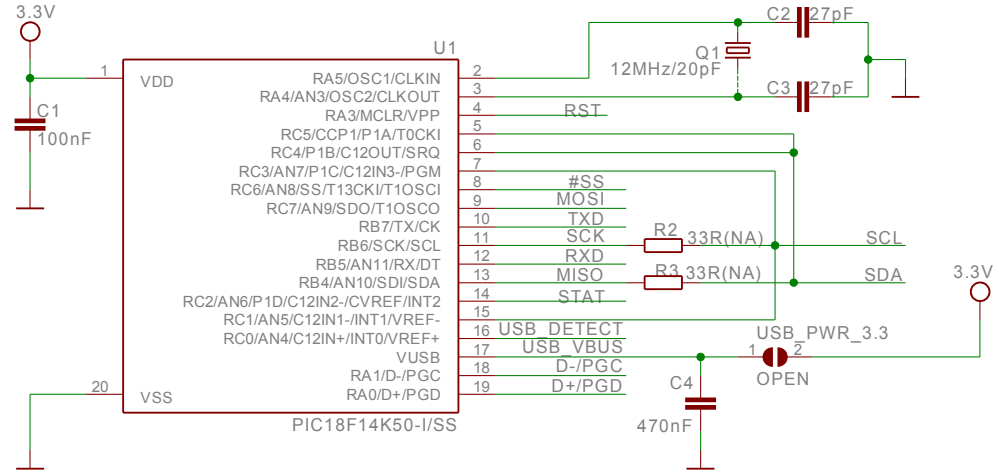 3.3V
C2 27pF
U1
Q1
12MHz/20pF
C3 27pF
C1
100nF
1 VDD
RA5/OSC1/CLKIN 2
RA4/AN3/OSC2/CLKOUT 3
RA3/MCLR/VPP 4 RST
RC5/CCP1/P1A/T0CKI 5
RC4/P1B/C12OUT/SRQ 6
RC3/AN7/P1C/C12IN3-/PGM 7
RC6/AN8/SS/T13CKI/T1OSCI 8 #SS
RC7/AN9/SDO/T1OSCO 9 MOSI
RB7/TX/CK 10 TXD
RB6/SCK/SCL 11 SCK R2 33R(NA) SCL
RB5/AN11/RX/DT 12 RXD
RB4/AN10/SDI/SDA 13 MISO R3 33R(NA) SDA
RC2/AN6/P1D/C12IN2-/CVREF/INT2 14 STAT
RC1/AN5/C12IN1-/INT1/VREF- 15
RC0/AN4/C12IN+/INT0/VREF+ 16 USB_DETECT
VUSB 17 USB_VBUS
RA1/D-/PGC 18 D-/PGC
RA0/D+/PGD 19 D+/PGD
20 VSS
PIC18F14K50-I/SS
3.3V
USB_PWR_3.3
1 2
OPEN
C4
470nF